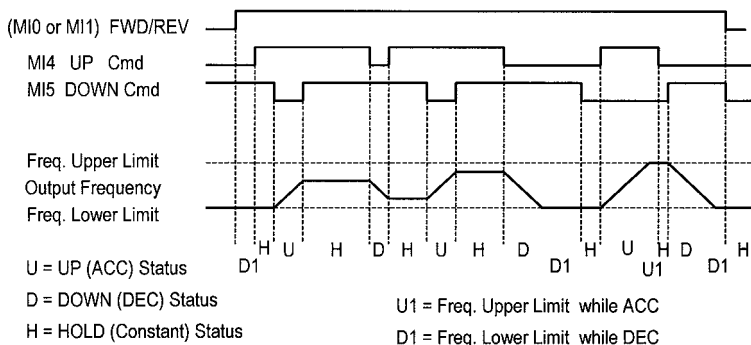 (MI0 or MI1) FWD/REV
MI4 UP Cmd
MI5 DOWN Cmd
Freq. Upper Limit
Output Frequency
Freq. Lower Limit
H U H D H U H D H U H D H
D1 D1 U1 D1
U = UP (ACC) Status
D = DOWN (DEC) Status
H = HOLD (Constant) Status
U1 = Freq. Upper Limit while ACC
D1 = Freq. Lower Limit while DEC